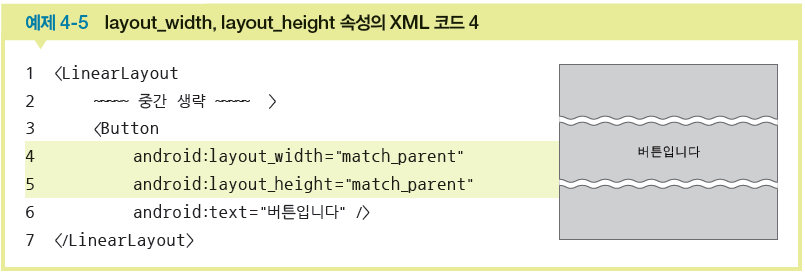 예제 4-5 layout_width, layout_height 속성의 XML 코드 4
1 <LinearLayout
2 ~~~~~ 중간 생략 ~~~~~ >
3 <Button
4 android:layout_width="match_parent"
5 android:layout_height="match_parent"
6 android:text="버튼입니다" />
7 </LinearLayout>
버튼입니다